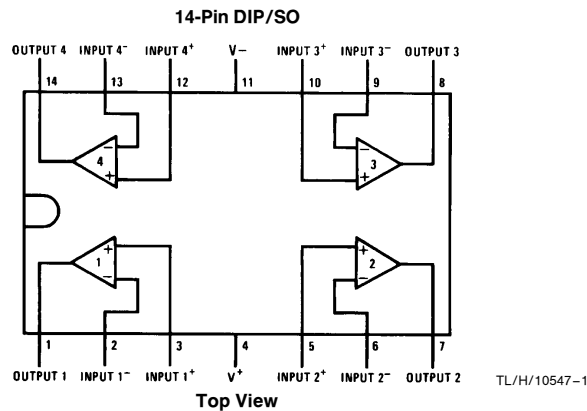 14-Pin DIP/SO
OUTPUT 4 INPUT 4⁻ INPUT 4⁺ V− INPUT 3⁺ INPUT 3⁻ OUTPUT 3
14 13 12 11 10 9 8
− −
4 3
+ +
+ +
1 2
− −
1 2 3 4 5 6 7
OUTPUT 1 INPUT 1⁻ INPUT 1⁺ V⁺ INPUT 2⁺ INPUT 2⁻ OUTPUT 2
TL/H/10547–1
Top View